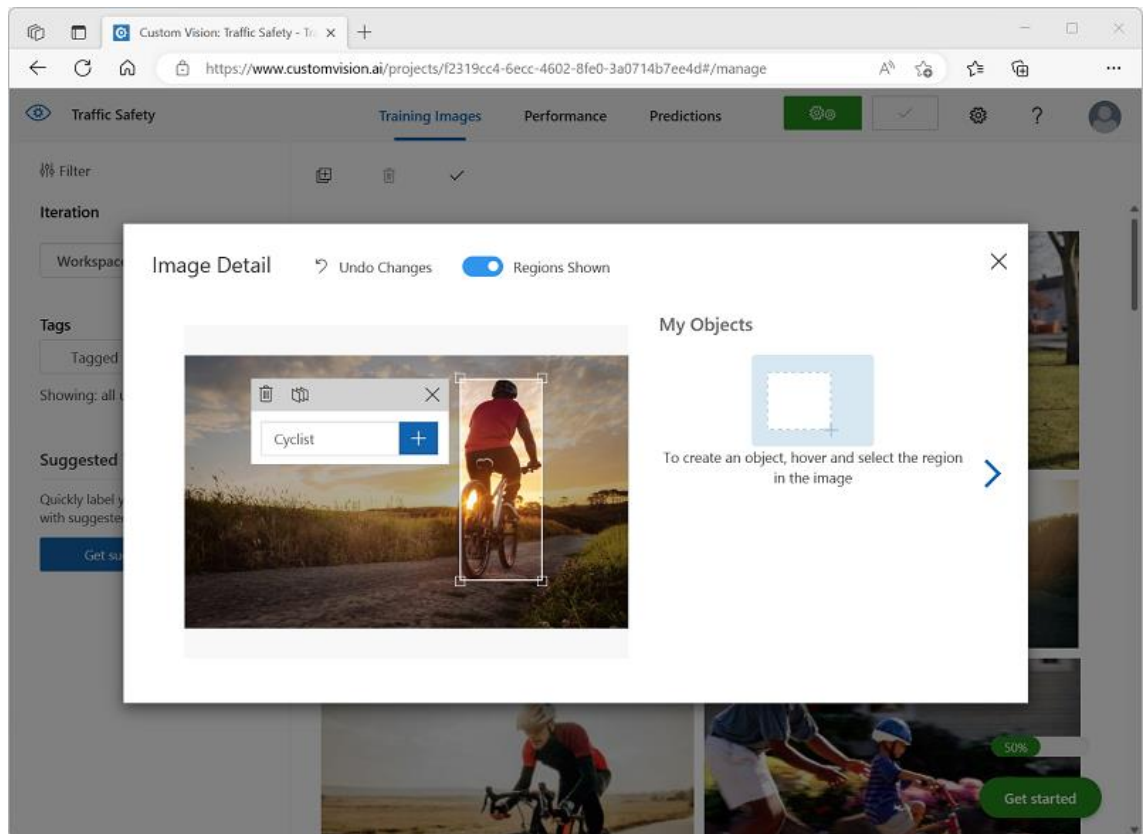 Custom Vision: Traffic Safety - Tr
https://www.customvision.ai/projects/f2319cc4-6ecc-4602-8fe0-3a0714b7ee4d#/manage
Traffic Safety
Training Images
Performance
Predictions
Filter
Iteration
Workspace
Tags
Tagged
Showing: all u
Suggested
Quickly label y
with suggeste
Get su
Image Detail
Undo Changes
Regions Shown
Cyclist
My Objects
To create an object, hover and select the region
in the image
50%
Get started